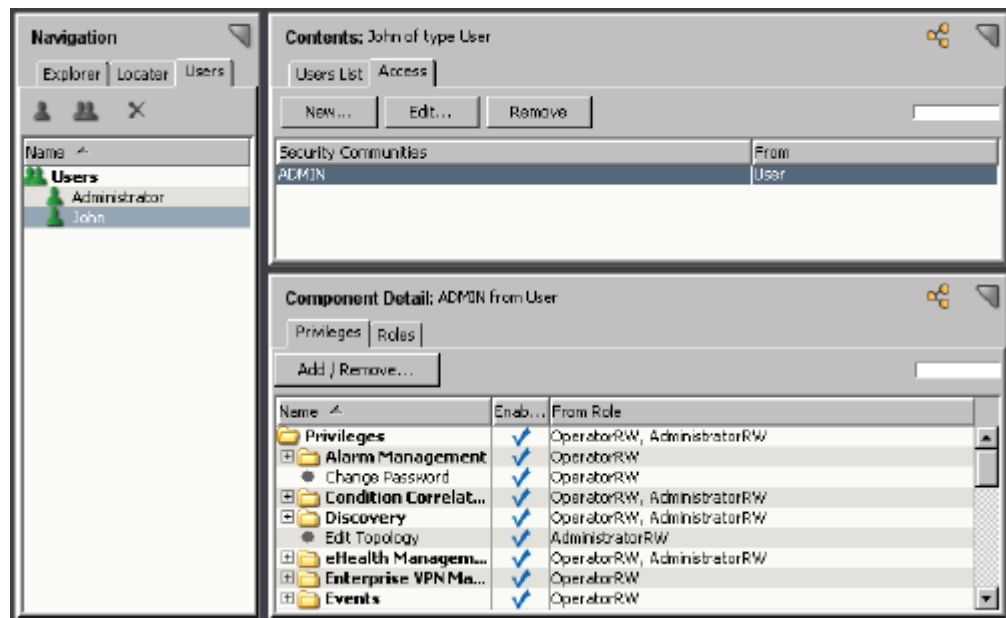 Navigation
Explorer Locater Users
Name
Users
Administrator
John
Contents: John of type User
Users List Access
New... Edit... Remove
Security Communities From
ADMIN User
Component Detail: ADMIN from User
Privileges Roles
Add / Remove...
Name Enab... From Role
Privileges OperatorRW, AdministratorRW
Alarm Management OperatorRW
Change Password OperatorRW
Condition Correlat... OperatorRW, AdministratorRW
Discovery OperatorRW, AdministratorRW
Edit Topology AdministratorRW
eHealth Managem... OperatorRW, AdministratorRW
Enterprise VPN Ma... OperatorRW
Events OperatorRW